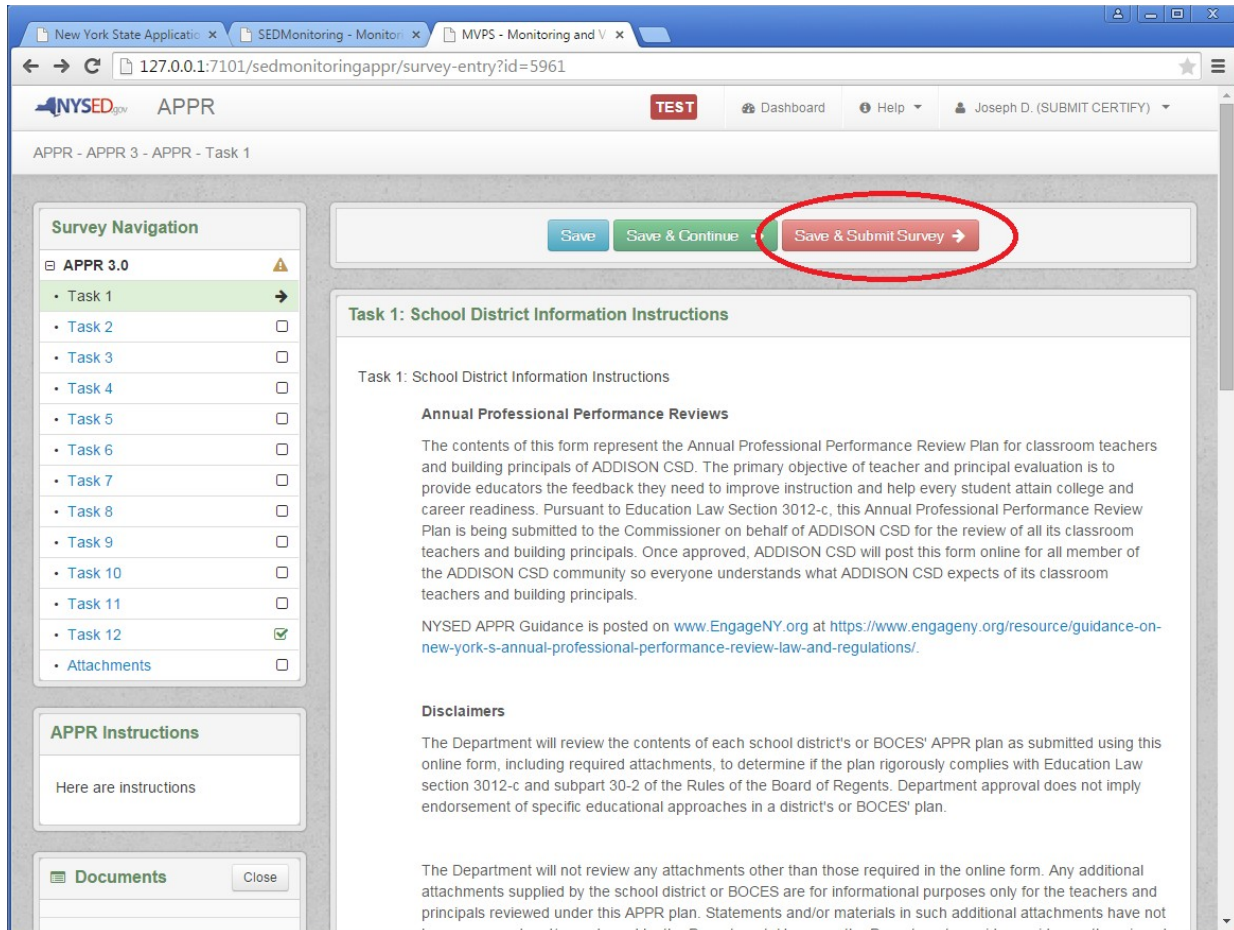 New York State Applicatio
SEDMonitoring - Monitori
MVPS - Monitoring and V
127.0.0.1:7101/sedmonitoringappr/survey-entry?id=5961
NYSED.gov APPR
TEST
Dashboard
Help
Joseph D. (SUBMIT CERTIFY)
APPR - APPR 3 - APPR - Task 1
Survey Navigation
APPR 3.0
Task 1
Task 2
Task 3
Task 4
Task 5
Task 6
Task 7
Task 8
Task 9
Task 10
Task 11
Task 12
Attachments
APPR Instructions
Here are instructions
Documents
Close
Save
Save & Continue
Save & Submit Survey
Task 1: School District Information Instructions
Task 1: School District Information Instructions
Annual Professional Performance Reviews
The contents of this form represent the Annual Professional Performance Review Plan for classroom teachers
and building principals of ADDISON CSD. The primary objective of teacher and principal evaluation is to
provide educators the feedback they need to improve instruction and help every student attain college and
career readiness. Pursuant to Education Law Section 3012-c, this Annual Professional Performance Review
Plan is being submitted to the Commissioner on behalf of ADDISON CSD for the review of all its classroom
teachers and building principals. Once approved, ADDISON CSD will post this form online for all member of
the ADDISON CSD community so everyone understands what ADDISON CSD expects of its classroom
teachers and building principals.
NYSED APPR Guidance is posted on www.EngageNY.org at https://www.engageny.org/resource/guidance-on-
new-york-s-annual-professional-performance-review-law-and-regulations/.
Disclaimers
The Department will review the contents of each school district's or BOCES' APPR plan as submitted using this
online form, including required attachments, to determine if the plan rigorously complies with Education Law
section 3012-c and subpart 30-2 of the Rules of the Board of Regents. Department approval does not imply
endorsement of specific educational approaches in a district's or BOCES' plan.
The Department will not review any attachments other than those required in the online form. Any additional
attachments supplied by the school district or BOCES are for informational purposes only for the teachers and
principals reviewed under this APPR plan. Statements and/or materials in such additional attachments have not